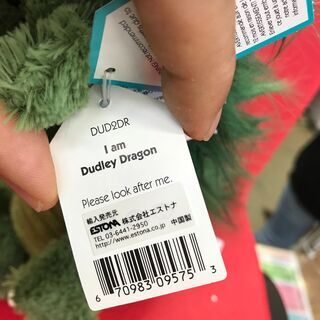 DUD2DR
I am
Dudley Dragon
Please look after me.
輸入発売元
ESTONA 株式会社エストナ
TEL 03-6441-2950 中国製
http://www.estona.co.jp
6 70983 09575 3